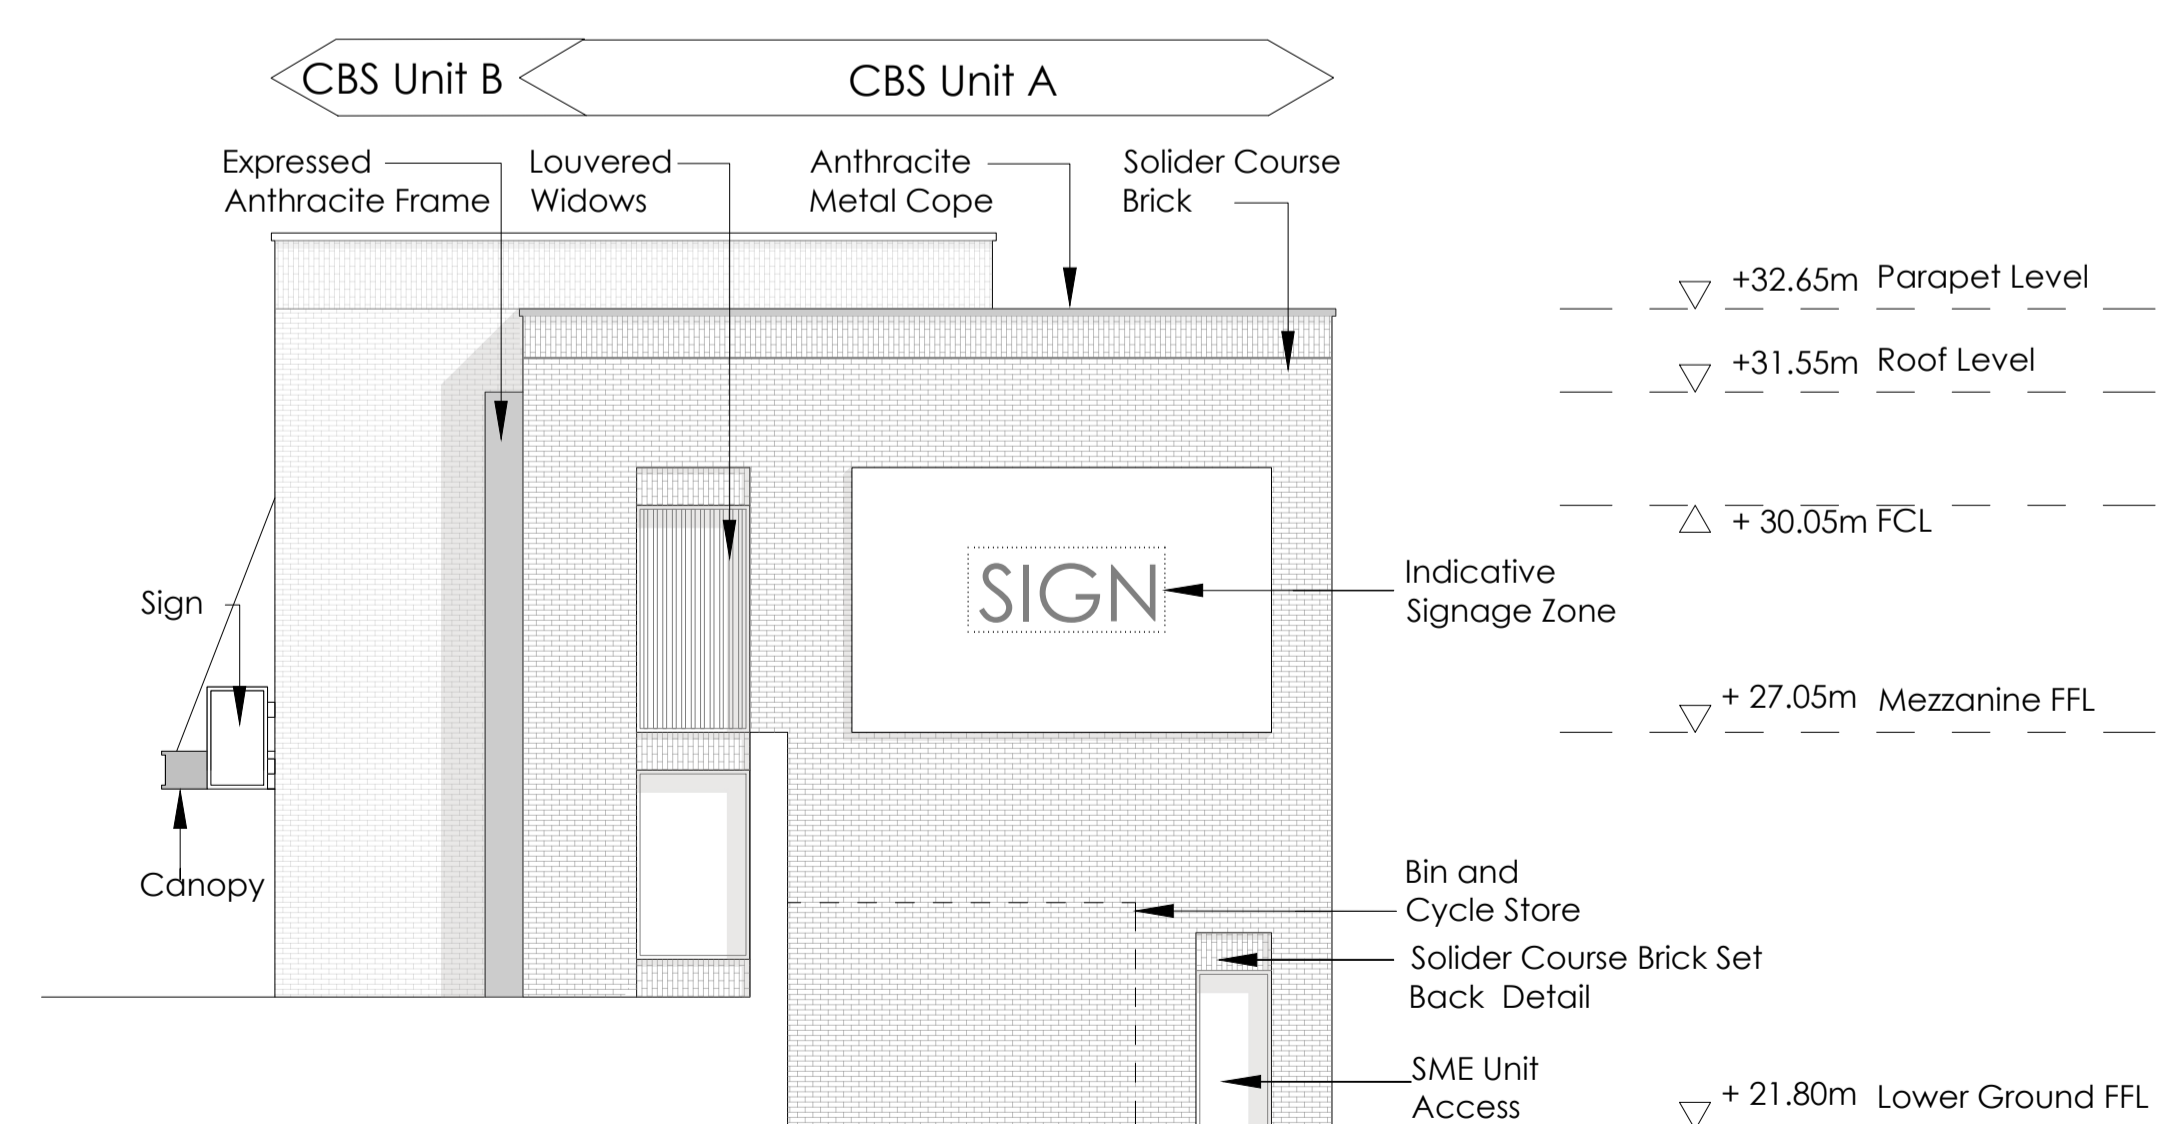 CBS Unit B
CBS Unit A
Expressed
Anthracite Frame
Louvered
Widows
Anthracite
Metal Cope
Solider Course
Brick
+32.65m Parapet Level
+31.55m Roof Level
+ 30.05m FCL
SIGN
Indicative
Signage Zone
Sign
+ 27.05m Mezzanine FFL
Canopy
Bin and
Cycle Store
Solider Course Brick Set
Back Detail
SME Unit
Access
+ 21.80m Lower Ground FFL